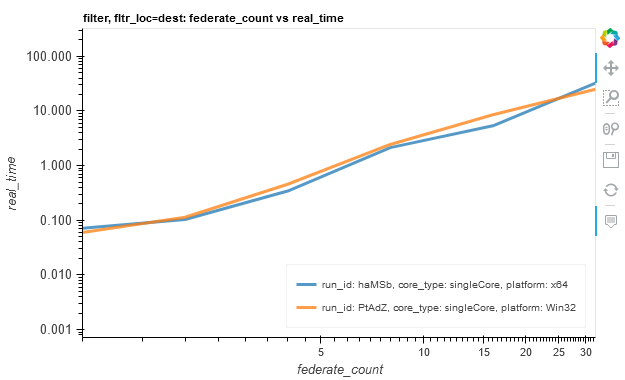 filter, fltr_loc=dest: federate_count vs real_time
100.000
10.000
1.000
0.100
0.010
0.001
real_time
run_id: haMSb, core_type: singleCore, platform: x64
run_id: PtAdZ, core_type: singleCore, platform: Win32
5 10 15 20 25 30
federate_count